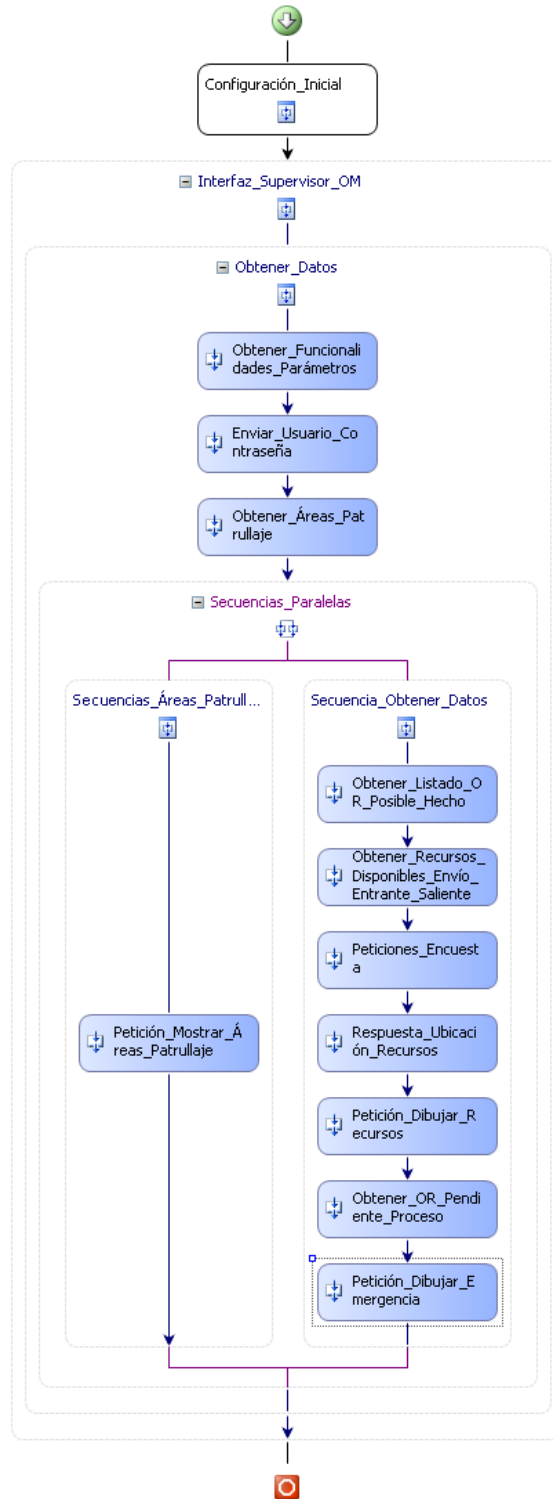 Configuración_Inicial
Interfaz_Supervisor_OM
Obtener_Datos
Obtener_Funcionali
dades_Parámetros
Enviar_Usuario_Co
ntraseña
Obtener_Áreas_Pat
rullaje
Secuencias_Paralelas
Secuencias_Áreas_Patrull...
Petición_Mostrar_Á
reas_Patrullaje
Secuencia_Obtener_Datos
Obtener_Listado_O
R_Posible_Hecho
Obtener_Recursos_
Disponibles_Envío_
Entrante_Saliente
Peticiones_Encuest
a
Respuesta_Ubicaci
ón_Recursos
Petición_Dibujar_R
ecursos
Obtener_OR_Pendi
ente_Proceso
Petición_Dibujar_E
mergencia